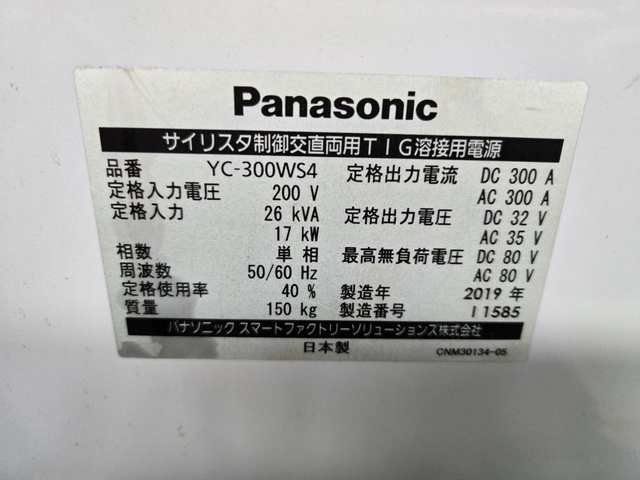 Panasonic
サイリスタ制御交直両用TIG溶接用電源
品番 YC-300WS4 定格出力電流 DC 300 A
定格入力電圧 200 V AC 300 A
定格入力 26 kVA 定格出力電圧 DC 32 V
17 kW AC 35 V
相数 単相 最高無負荷電圧 DC 80 V
周波数 50/60 Hz AC 80 V
定格使用率 40 % 製造年 2019 年
質量 150 kg 製造番号 11585
パナソニック スマートファクトリーソリューションズ株式会社
日本製 CNM30134-05